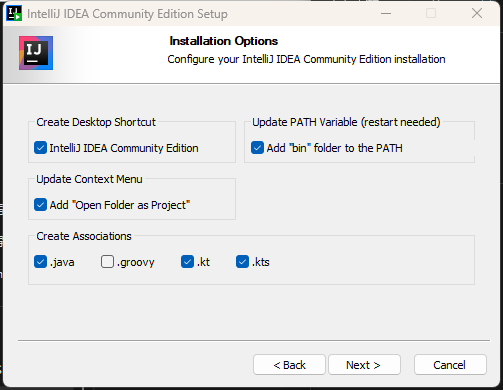 IntelliJ IDEA Community Edition Setup
IJ
Installation Options
Configure your IntelliJ IDEA Community Edition installation
Create Desktop Shortcut
IntelliJ IDEA Community Edition
Update PATH Variable (restart needed)
Add "bin" folder to the PATH
Update Context Menu
Add "Open Folder as Project"
Create Associations
.java .groovy .kt .kts
< Back Next > Cancel